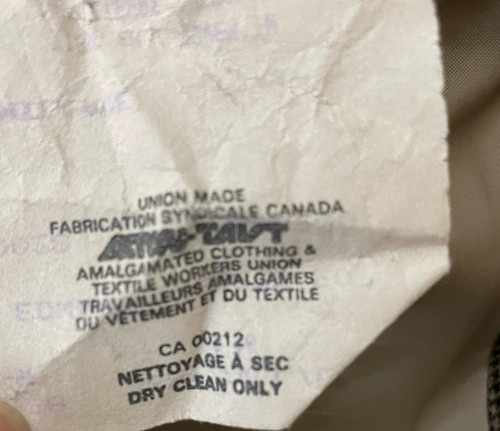 UNION MADE
FABRICATION SYNDICALE CANADA
AMALGAMATED CLOTHING &
TEXTILE WORKERS UNION
TRAVAILLEURS AMALGAMES
DU VÉTEMENT ET DU TEXTILE
CA 00212
NETTOYAGE À SEC
DRY CLEAN ONLY